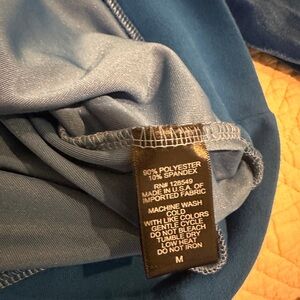 90% POLYESTER
10% SPANDEX
RN# 128549
MADE IN U.S.A. OF
IMPORTED FABRIC
MACHINE WASH
COLD
WITH LIKE COLORS
GENTLE CYCLE
DO NOT BLEACH
TUMBLE DRY
LOW HEAT
DO NOT IRON
M